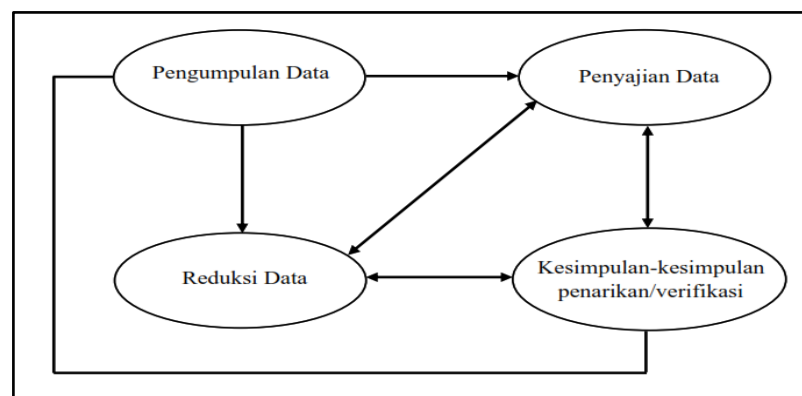 Pengumpulan Data
Penyajian Data
Reduksi Data
Kesimpulan-kesimpulan
penarikan/verifikasi